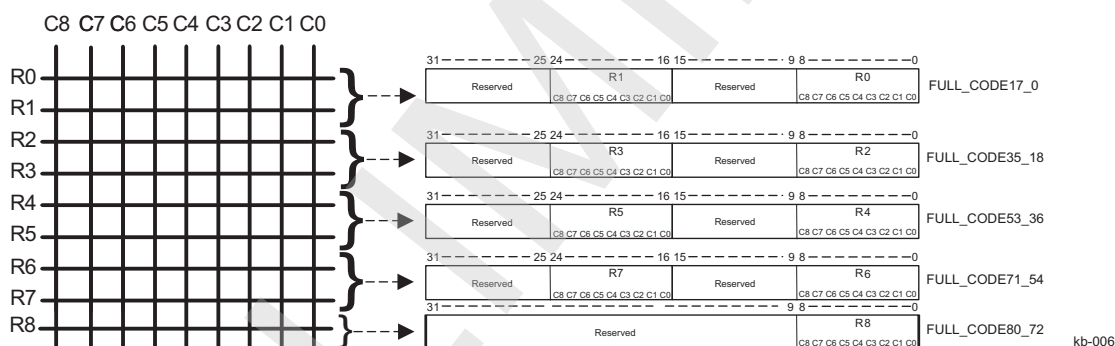 C8 C7 C6 C5 C4 C3 C2 C1 C0
R0
R1
R2
R3
R4
R5
R6
R7
R8
31 25 24 16 15 9 8 0
Reserved R1 Reserved R0
C8 C7 C6 C5 C4 C3 C2 C1 C0 C8 C7 C6 C5 C4 C3 C2 C1 C0
FULL_CODE17_0
31 25 24 16 15 9 8 0
Reserved R3 Reserved R2
C8 C7 C6 C5 C4 C3 C2 C1 C0 C8 C7 C6 C5 C4 C3 C2 C1 C0
FULL_CODE35_18
31 25 24 16 15 9 8 0
Reserved R5 Reserved R4
C8 C7 C6 C5 C4 C3 C2 C1 C0 C8 C7 C6 C5 C4 C3 C2 C1 C0
FULL_CODE53_36
31 25 24 16 15 9 8 0
Reserved R7 Reserved R6
C8 C7 C6 C5 C4 C3 C2 C1 C0 C8 C7 C6 C5 C4 C3 C2 C1 C0
FULL_CODE71_54
31 9 8 0
Reserved R8
C8 C7 C6 C5 C4 C3 C2 C1 C0
FULL_CODE80_72
kb-006